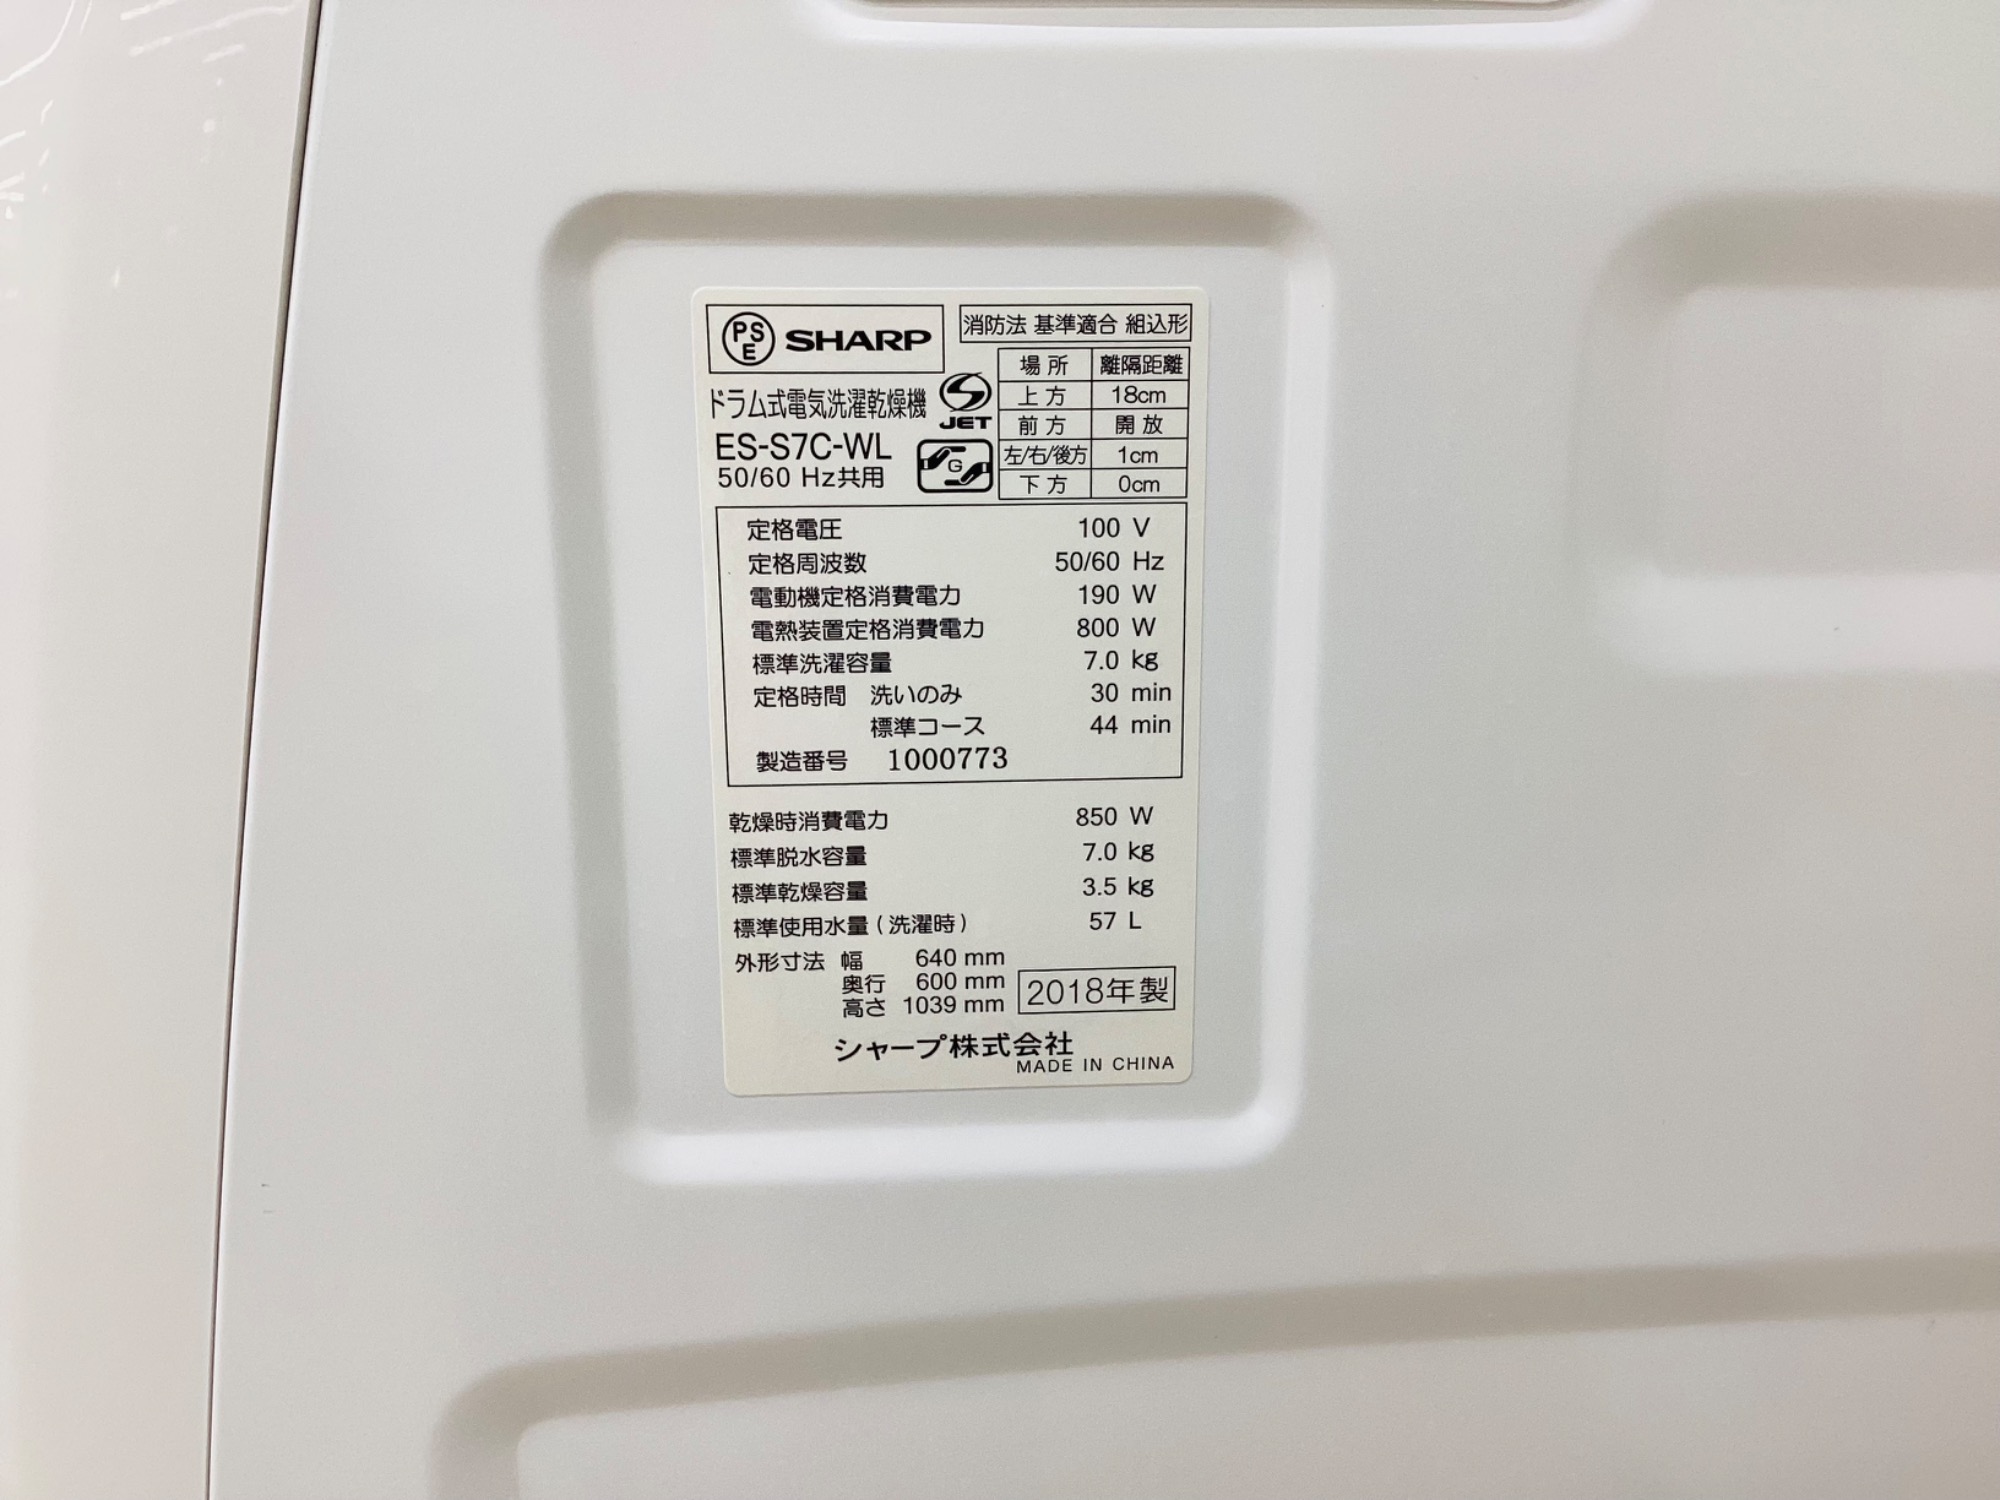 PSE SHARP
消防法 基準適合 組込形
ドラム式電気洗濯乾燥機
ES-S7C-WL
50/60 Hz共用
JET
G
場所 離隔距離
上方 18cm
前方 開放
左/右/後方 1cm
下方 0cm
定格電圧 100 V
定格周波数 50/60 Hz
電動機定格消費電力 190 W
電熱装置定格消費電力 800 W
標準洗濯容量 7.0 kg
定格時間 洗いのみ 30 min
標準コース 44 min
製造番号 1000773
乾燥時消費電力 850 W
標準脱水容量 7.0 kg
標準乾燥容量 3.5 kg
標準使用水量(洗濯時) 57 L
外形寸法 幅 640 mm
奥行 600 mm
高さ 1039 mm
2018年製
シャープ株式会社
MADE IN CHINA